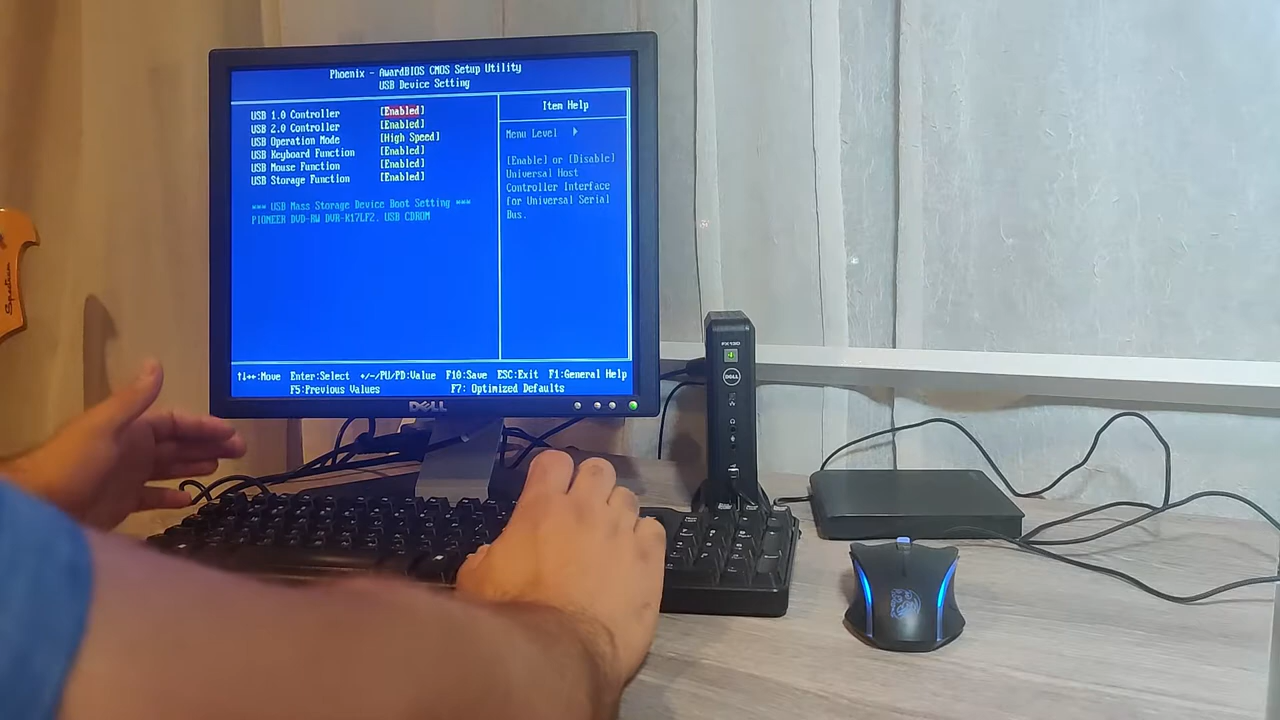 Phoenix - AwardBIOS CMOS Setup Utility
USB Device Setting
USB 1.0 Controller [Enabled]
USB 2.0 Controller [Enabled]
USB Operation Mode [High Speed]
USB Keyboard Function [Enabled]
USB Mouse Function [Enabled]
USB Storage Function [Enabled]
*** USB Mass Storage Device Boot Setting ***
PIONEER DVD-RW DVR-K17LF2. USB CDROM
Item Help
Menu Level ▶
[Enable] or [Disable]
Universal Host
Controller Interface
for Universal Serial
Bus.
↑↓→←:Move Enter:Select +/-/PU/PD:Value F10:Save ESC:Exit F1:General Help
F5:Previous Values F7: Optimized Defaults
DELL
FX130
4
DELL
Spectrum